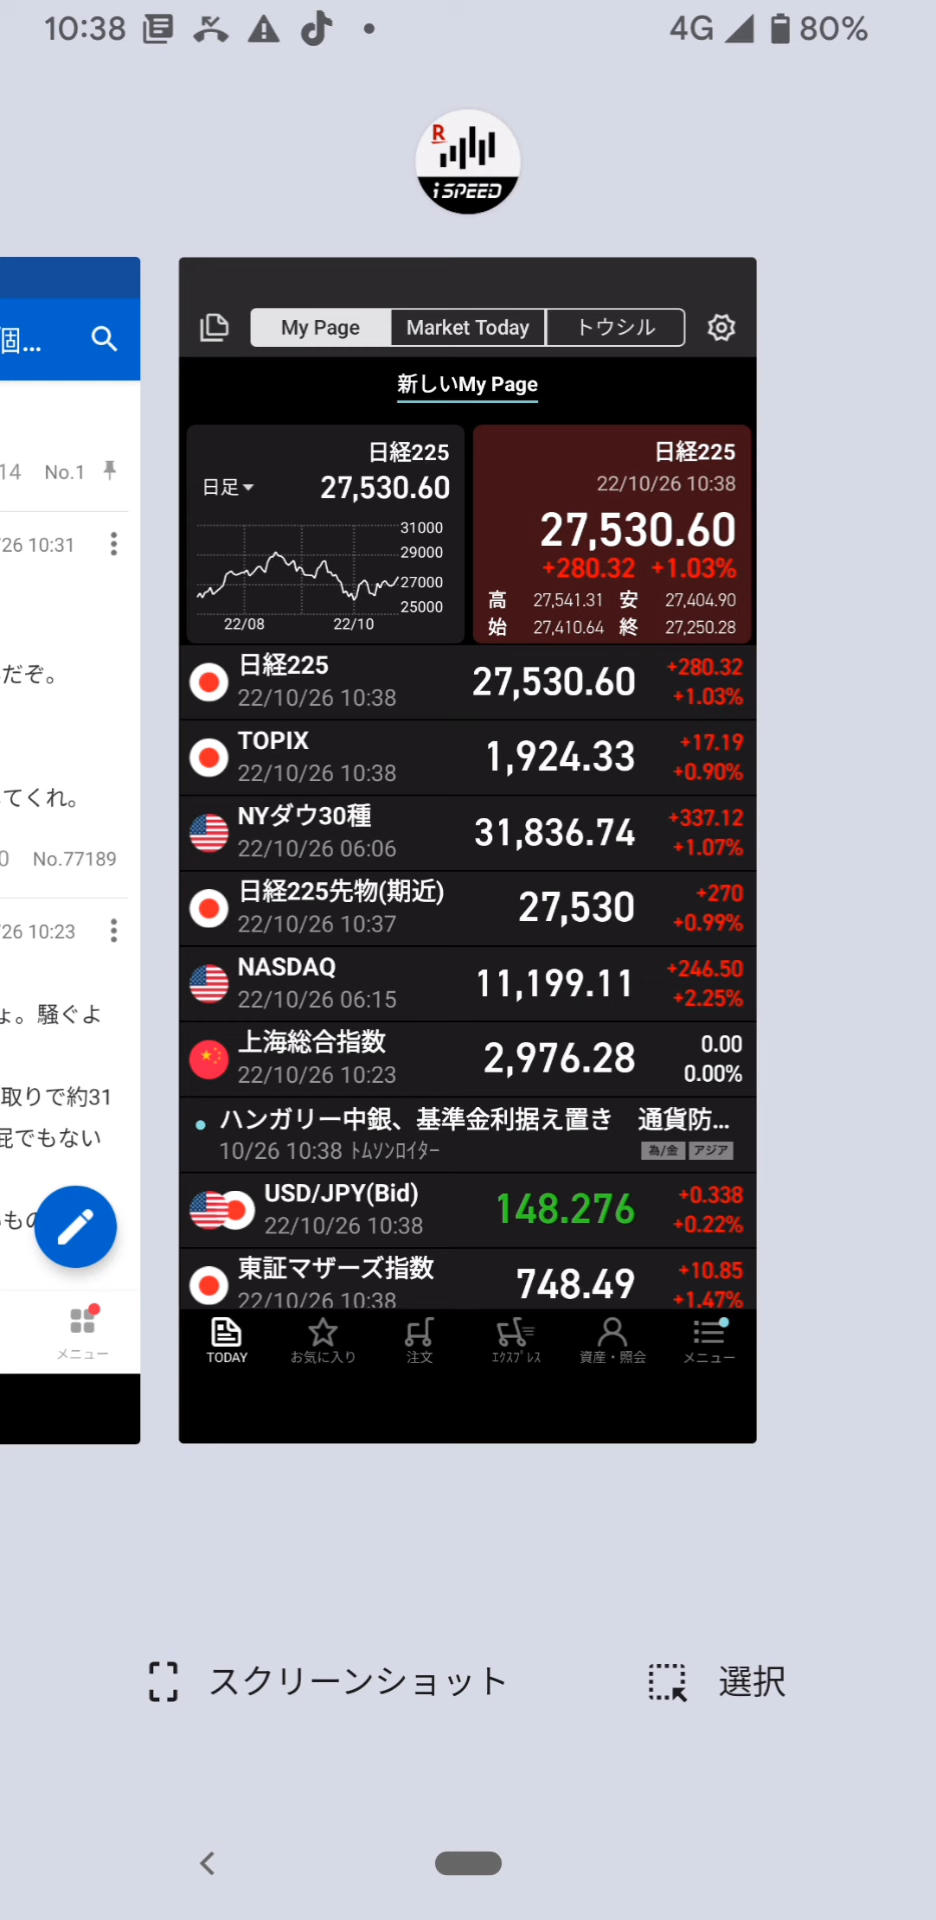 10:38
4G 80%
R
iSPEED
個...
14 No.1
/26 10:31
だぞ。
てくれ。
0 No.77189
/26 10:23
ょ。騒ぐよ
取りで約31
屁でもない
もの
メニュー
My Page Market Today トウシル
新しいMy Page
日経225
日足 27,530.60
31000
29000
27000
25000
22/08 22/10
日経225
22/10/26 10:38
27,530.60
+280.32 +1.03%
高 27,541.31 安 27,404.90
始 27,410.64 終 27,250.28
日経225 27,530.60 +280.32
22/10/26 10:38 +1.03%
TOPIX 1,924.33 +17.19
22/10/26 10:38 +0.90%
NYダウ30種 31,836.74 +337.12
22/10/26 06:06 +1.07%
日経225先物(期近) 27,530 +270
22/10/26 10:37 +0.99%
NASDAQ 11,199.11 +246.50
22/10/26 06:15 +2.25%
上海総合指数 2,976.28 0.00
22/10/26 10:23 0.00%
ハンガリー中銀、基準金利据え置き 通貨防...
10/26 10:38 ﾄﾑｿﾝﾛｲﾀｰ 為/金 アジア
USD/JPY(Bid) 148.276 +0.338
22/10/26 10:38 +0.22%
東証マザーズ指数 748.49 +10.85
22/10/26 10:38 +1.47%
TODAY お気に入り 注文 ｴｸｽﾌﾟﾚｽ 資産・照会 メニュー
スクリーンショット 選択